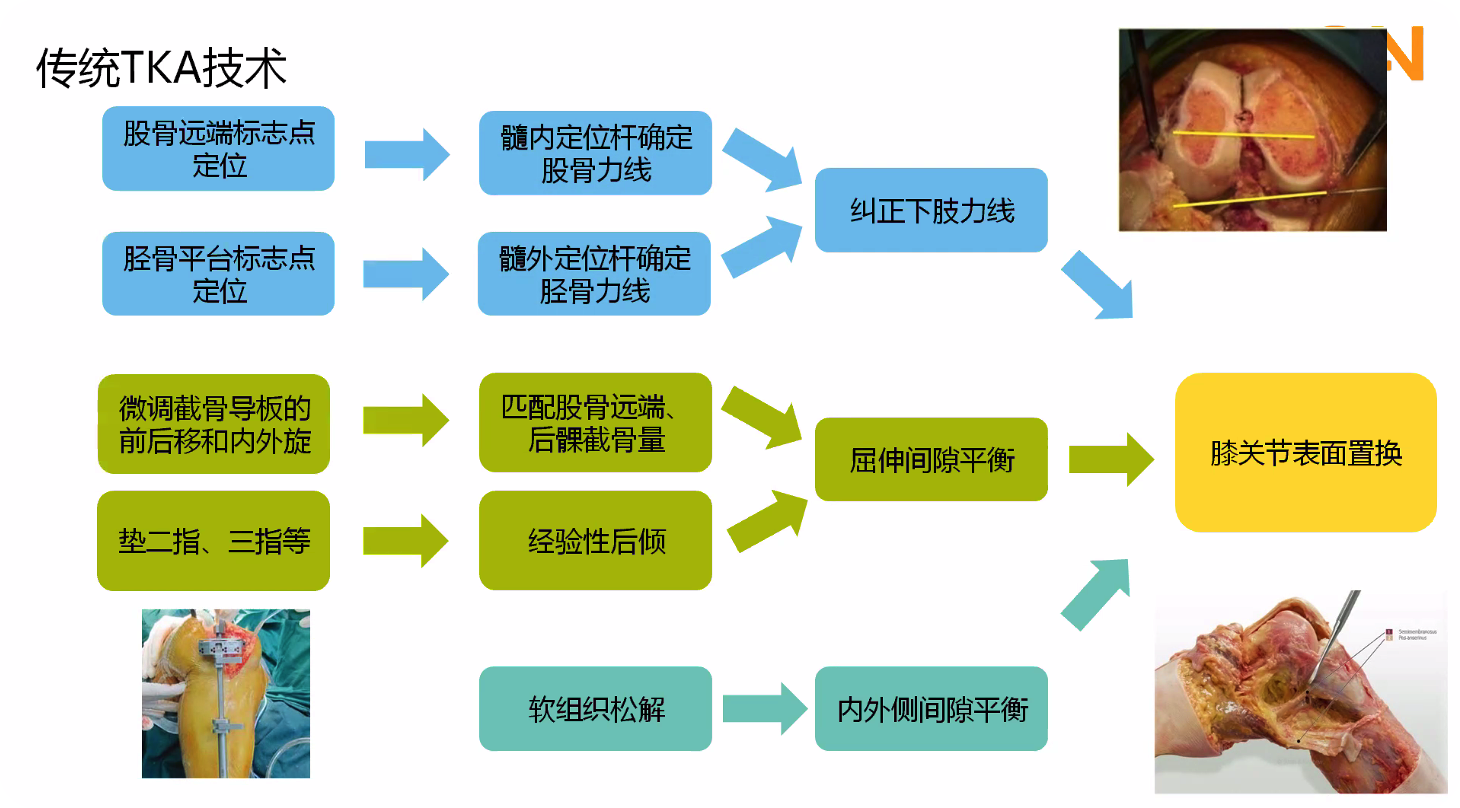 传统TKA技术
股骨远端标志点
定位
髓内定位杆确定
股骨力线
纠正下肢力线
胫骨平台标志点
定位
髓外定位杆确定
胫骨力线
微调截骨导板的
前后移和内外旋
匹配股骨远端、
后髁截骨量
屈伸间隙平衡
膝关节表面置换
垫二指、三指等
经验性后倾
软组织松解
内外侧间隙平衡
Semimembranosus
Pes anserinus